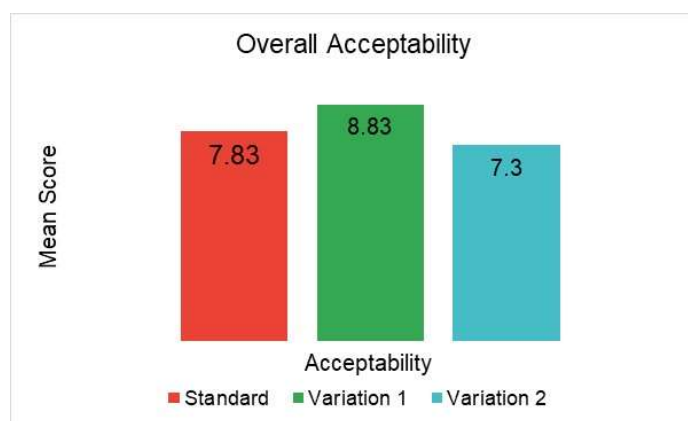 Overall Acceptability
Mean Score
7.83
8.83
7.3
Acceptability
Standard
Variation 1
Variation 2